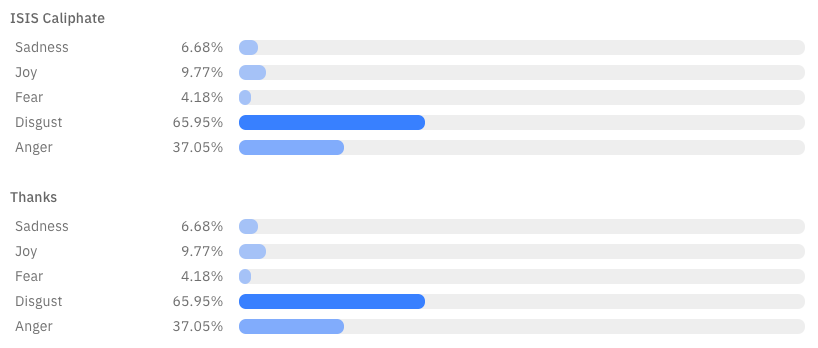 ISIS Caliphate
Sadness 6.68%
Joy 9.77%
Fear 4.18%
Disgust 65.95%
Anger 37.05%
Thanks
Sadness 6.68%
Joy 9.77%
Fear 4.18%
Disgust 65.95%
Anger 37.05%